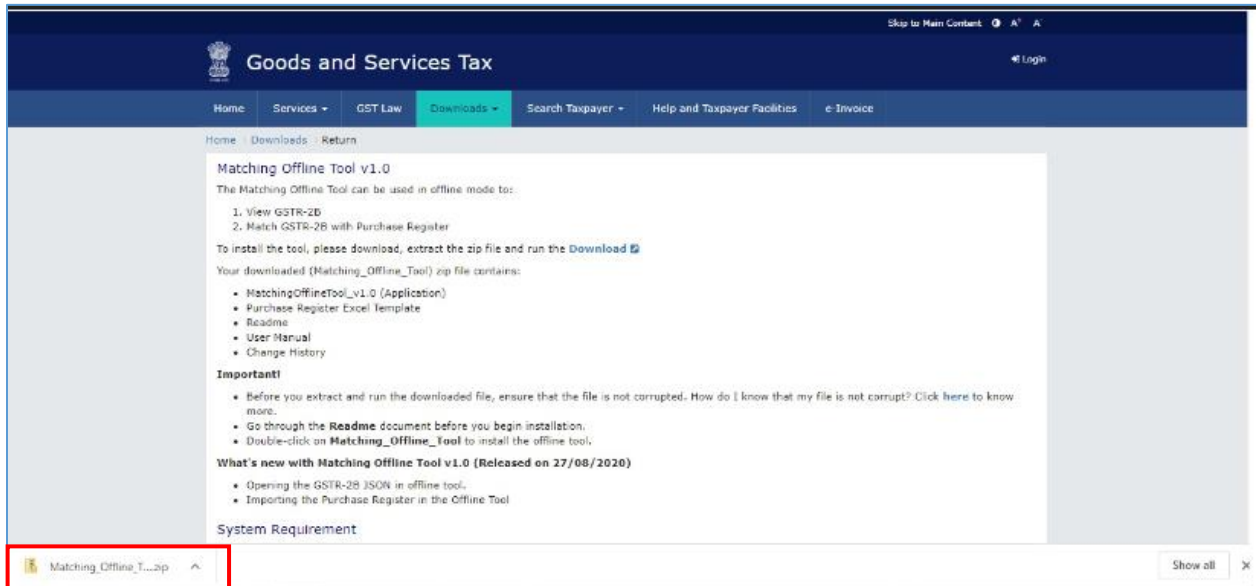 Skip to Main Content A+ A-
Goods and Services Tax
Login
Home Services GST Law Downloads Search Taxpayer Help and Taxpayer Facilities e-Invoice
Home Downloads Return
Matching Offline Tool v1.0
The Matching Offline Tool can be used in offline mode to:
1. View GSTR-2B
2. Match GSTR-2B with Purchase Register
To install the tool, please download, extract the zip file and run the Download
Your downloaded (Matching_Offline_Tool) zip file contains:
• MatchingOfflineTool_v1.0 (Application)
• Purchase Register Excel Template
• Readme
• User Manual
• Change History
Important!
• Before you extract and run the downloaded file, ensure that the file is not corrupted. How do I know that my file is not corrupt? Click here to know
more.
• Go through the Readme document before you begin installation.
• Double-click on Matching_Offline_Tool to install the offline tool.
What's new with Matching Offline Tool v1.0 (Released on 27/08/2020)
• Opening the GSTR-2B JSON in offline tool.
• Importing the Purchase Register in the Offline Tool
System Requirement
Matching_Offline_T....zip
Show all